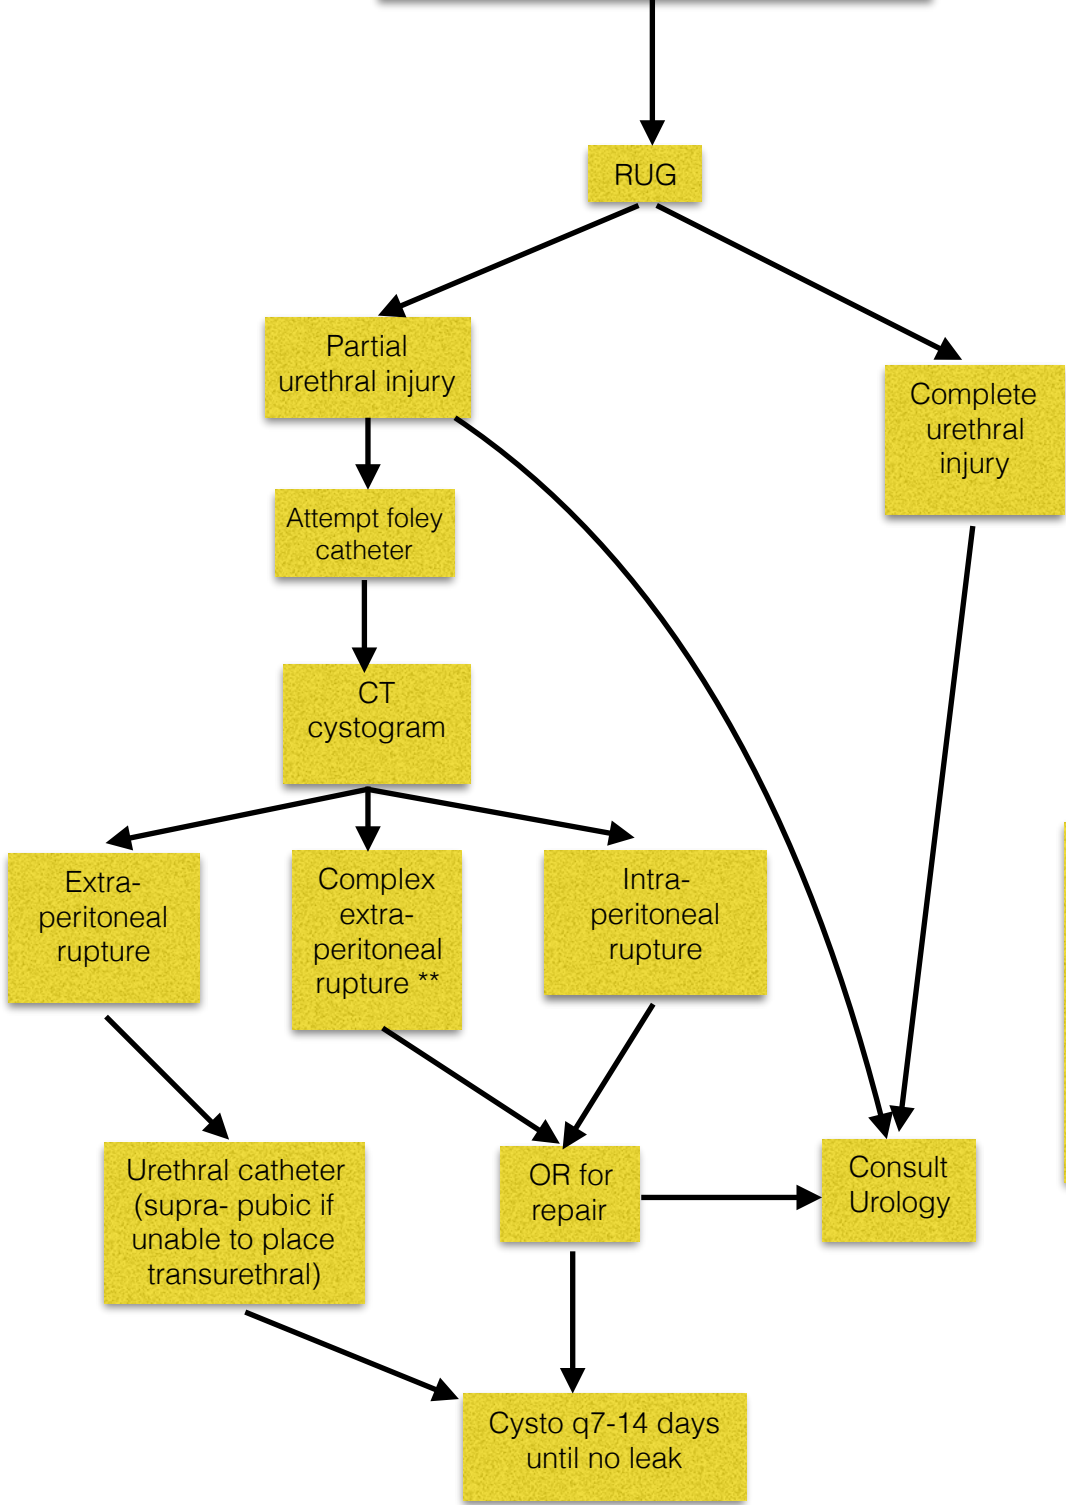 RUG
Partial
urethral injury
Complete
urethral
injury
Attempt foley
catheter
CT
cystogram
Extra-
peritoneal
rupture
Complex
extra-
peritoneal
rupture **
Intra-
peritoneal
rupture
Urethral catheter
(supra- pubic if
unable to place
transurethral)
OR for
repair
Consult
Urology
Cysto q7-14 days
until no leak